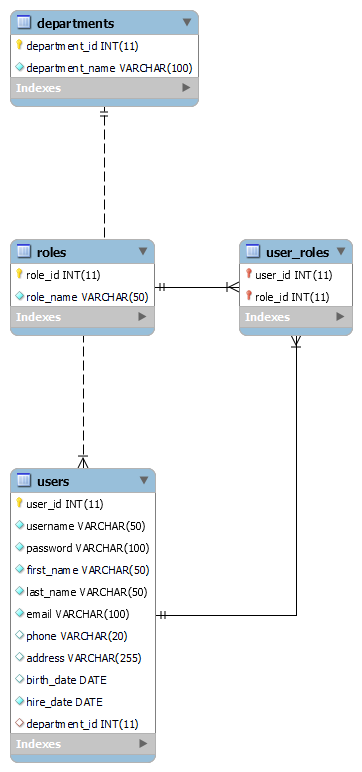 departments
department_id INT(11)
department_name VARCHAR(100)
Indexes
roles
role_id INT(11)
role_name VARCHAR(50)
Indexes
user_roles
user_id INT(11)
role_id INT(11)
Indexes
users
user_id INT(11)
username VARCHAR(50)
password VARCHAR(100)
first_name VARCHAR(50)
last_name VARCHAR(50)
email VARCHAR(100)
phone VARCHAR(20)
address VARCHAR(255)
birth_date DATE
hire_date DATE
department_id INT(11)
Indexes